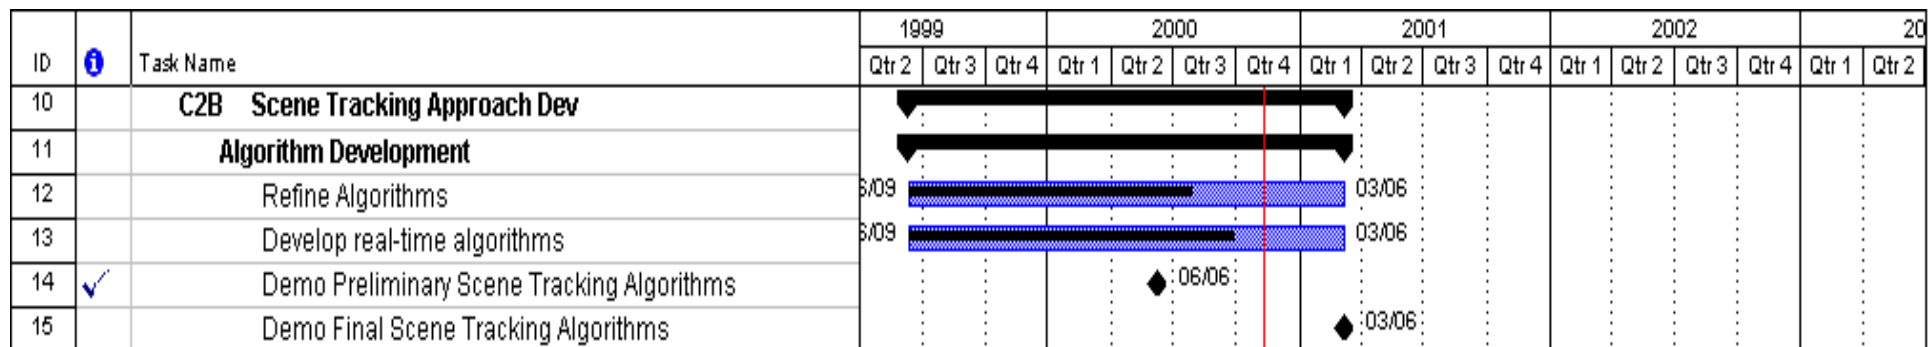 1999 2000 2001 2002 20
ID i Task Name Qtr 2 Qtr 3 Qtr 4 Qtr 1 Qtr 2 Qtr 3 Qtr 4 Qtr 1 Qtr 2 Qtr 3 Qtr 4 Qtr 1 Qtr 2 Qtr 3 Qtr 4 Qtr 1 Qtr 2
10 C2B Scene Tracking Approach Dev
11 Algorithm Development
12 Refine Algorithms /09 03/06
13 Develop real-time algorithms /09 03/06
14 Demo Preliminary Scene Tracking Algorithms 06/06
15 Demo Final Scene Tracking Algorithms 03/06